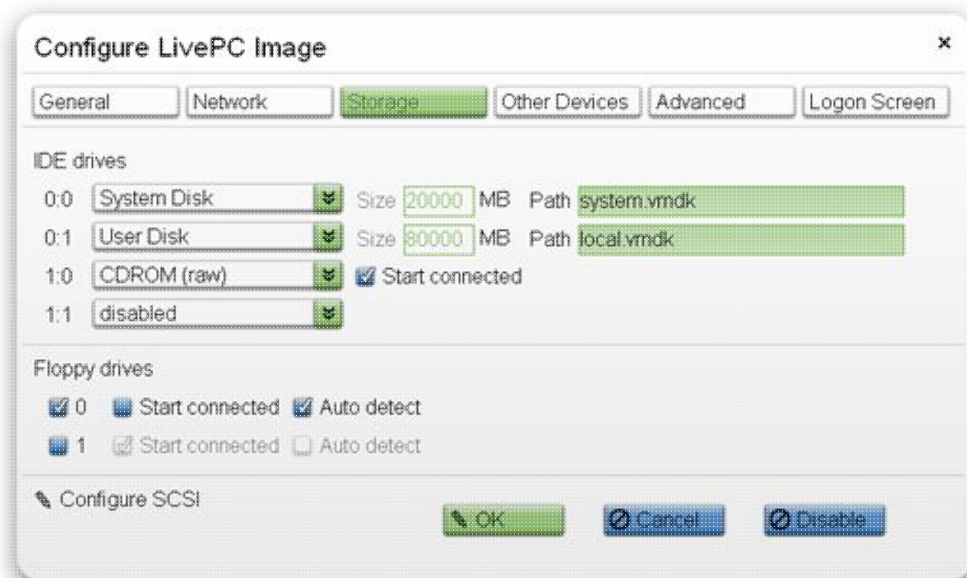 Configure LivePC Image
General Network Storage Other Devices Advanced Logon Screen
IDE drives
0:0 System Disk Size 20000 MB Path system.vmdk
0:1 User Disk Size 80000 MB Path local.vmdk
1:0 CDROM (raw) Start connected
1:1 disabled
Floppy drives
0 Start connected Auto detect
1 Start connected Auto detect
Configure SCSI
OK Cancel Disable